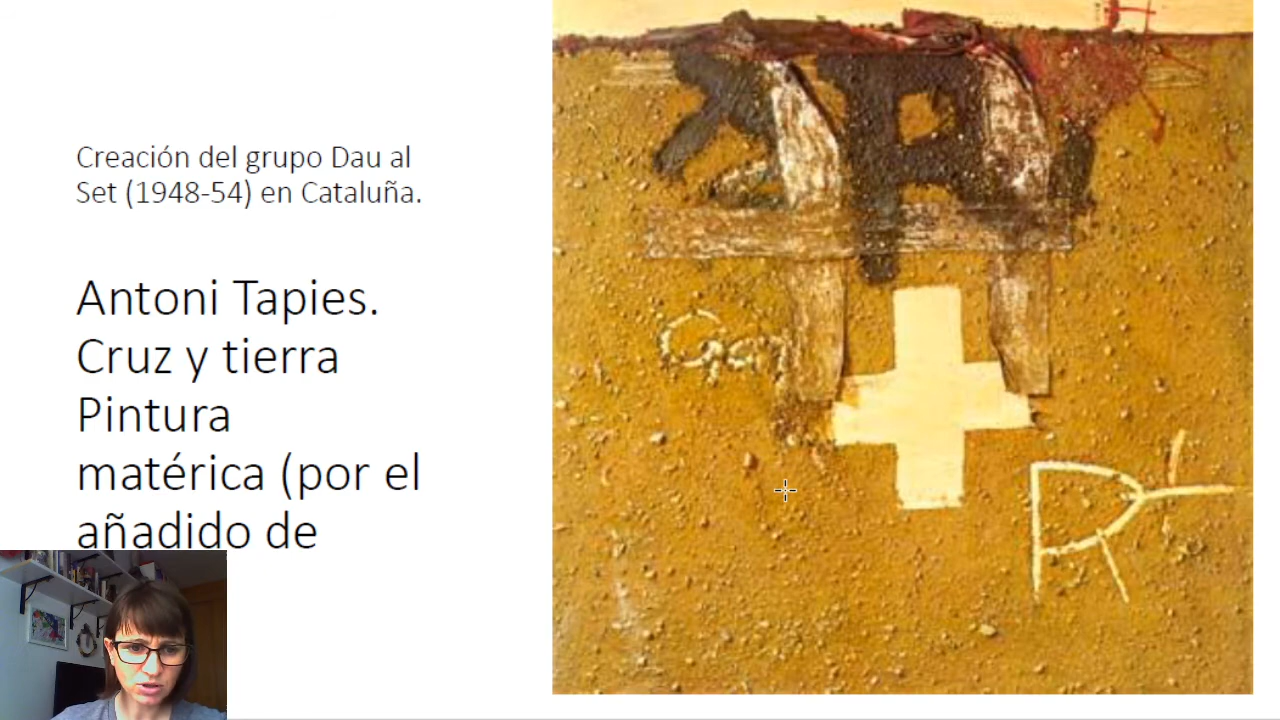 Creación del grupo Dau al
Set (1948-54) en Cataluña.
Antoni Tapies.
Cruz y tierra
Pintura
matérica (por el
añadido de
R